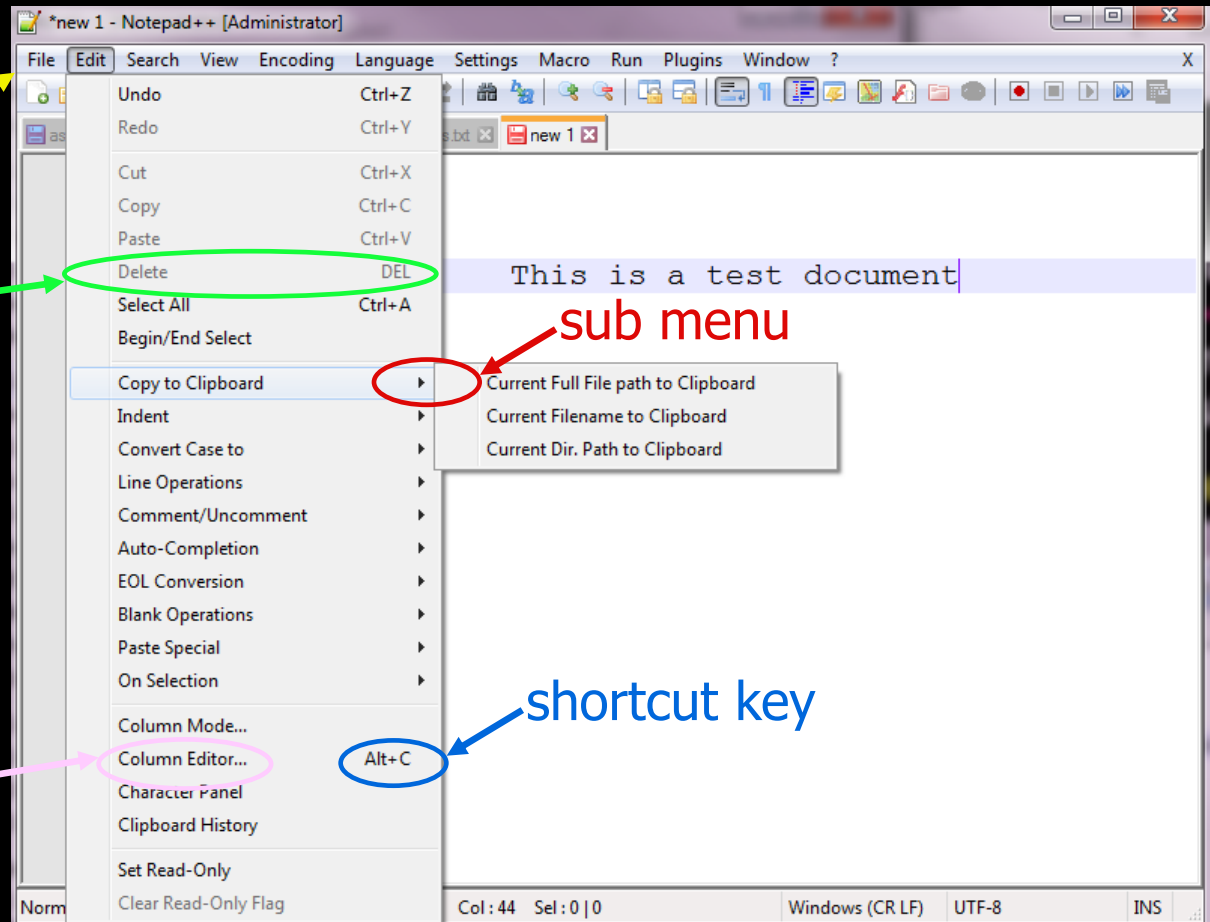 *new 1 - Notepad++ [Administrator]
File Edit Search View Encoding Language Settings Macro Run Plugins Window ? X
new 1
Undo Ctrl+Z
Redo Ctrl+Y
Cut Ctrl+X
Copy Ctrl+C
Paste Ctrl+V
Delete DEL
This is a test document
Select All Ctrl+A
sub menu
Begin/End Select
Copy to Clipboard
Current Full File path to Clipboard
Indent
Current Filename to Clipboard
Convert Case to
Current Dir. Path to Clipboard
Line Operations
Comment/Uncomment
Auto-Completion
EOL Conversion
Blank Operations
Paste Special
On Selection
shortcut key
Column Mode...
Column Editor... Alt+C
Character Panel
Clipboard History
Set Read-Only
Clear Read-Only Flag
Norm Col : 44 Sel : 0 | 0 Windows (CR LF) UTF-8 INS